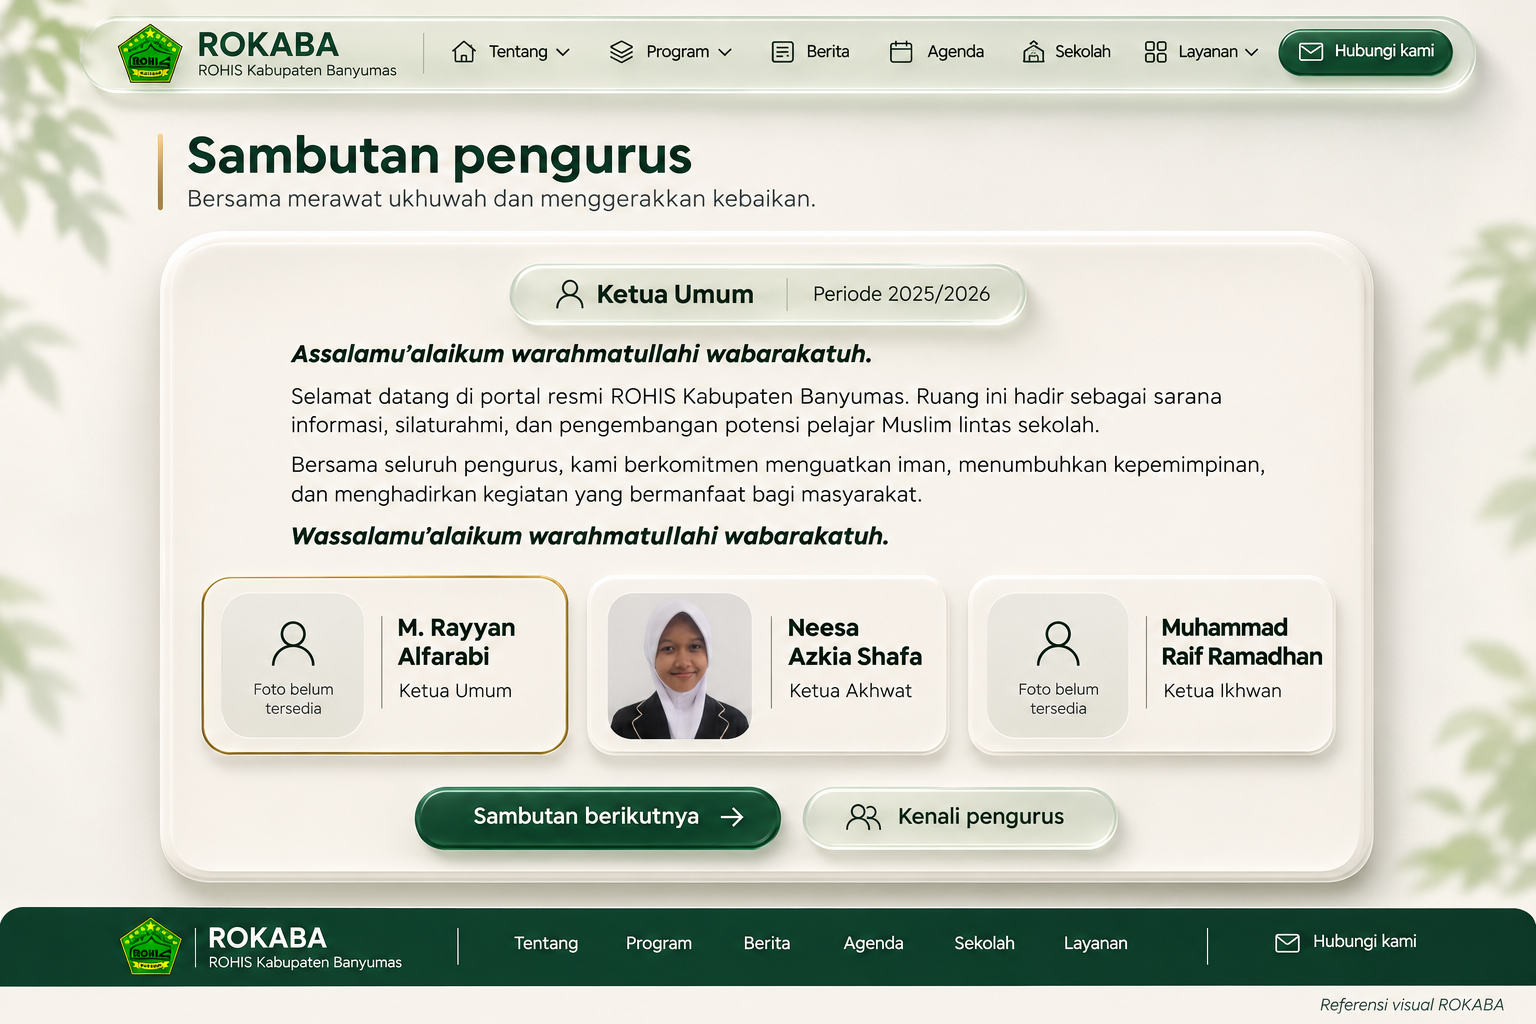 ROHIS
ROKABA
ROHIS Kabupaten Banyumas
Tentang
Program
Berita
Agenda
Sekolah
Layanan
Hubungi kami
Sambutan pengurus
Bersama merawat ukhuwah dan menggerakkan kebaikan.
Ketua Umum
Periode 2025/2026
Assalamu’alaikum warahmatullahi wabarakatuh.
Selamat datang di portal resmi ROHIS Kabupaten Banyumas. Ruang ini hadir sebagai sarana
informasi, silaturahmi, dan pengembangan potensi pelajar Muslim lintas sekolah.
Bersama seluruh pengurus, kami berkomitmen menguatkan iman, menumbuhkan kepemimpinan,
dan menghadirkan kegiatan yang bermanfaat bagi masyarakat.
Wassalamu’alaikum warahmatullahi wabarakatuh.
Foto belum
tersedia
M. Rayyan
Alfarabi
Ketua Umum
Neesa
Azkia Shafa
Ketua Akhwat
Foto belum
tersedia
Muhammad
Raif Ramadhan
Ketua Ikhwan
Sambutan berikutnya
Kenali pengurus
ROHIS
ROKABA
ROHIS Kabupaten Banyumas
Tentang
Program
Berita
Agenda
Sekolah
Layanan
Hubungi kami
Referensi visual ROKABA